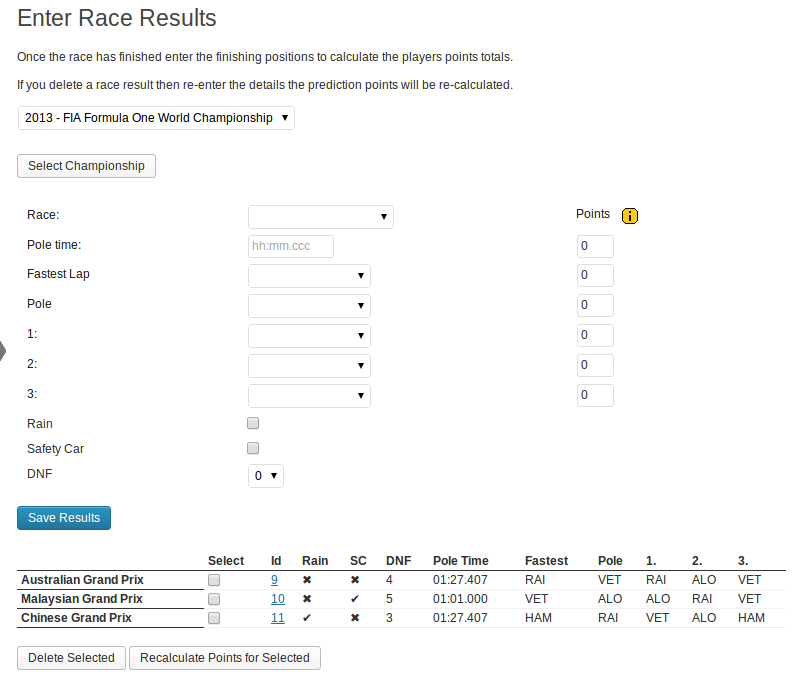 Enter Race Results
Once the race has finished enter the finishing positions to calculate the players points totals.
If you delete a race result then re-enter the details the prediction points will be re-calculated.
2013 - FIA Formula One World Championship ▼
Select Championship
Race: ▼ Points i
Pole time: hh:mm.ccc 0
Fastest Lap ▼ 0
Pole ▼ 0
1: ▼ 0
2: ▼ 0
3: ▼ 0
Rain
Safety Car
DNF 0 ▼
Save Results
Select Id Rain SC DNF Pole Time Fastest Pole 1. 2. 3.
Australian Grand Prix 9 ✖ ✖ 4 01:27.407 RAI VET RAI ALO VET
Malaysian Grand Prix 10 ✖ ✔ 5 01:01.000 VET ALO ALO RAI VET
Chinese Grand Prix 11 ✔ ✖ 3 01:27.407 HAM RAI VET ALO HAM
Delete Selected Recalculate Points for Selected